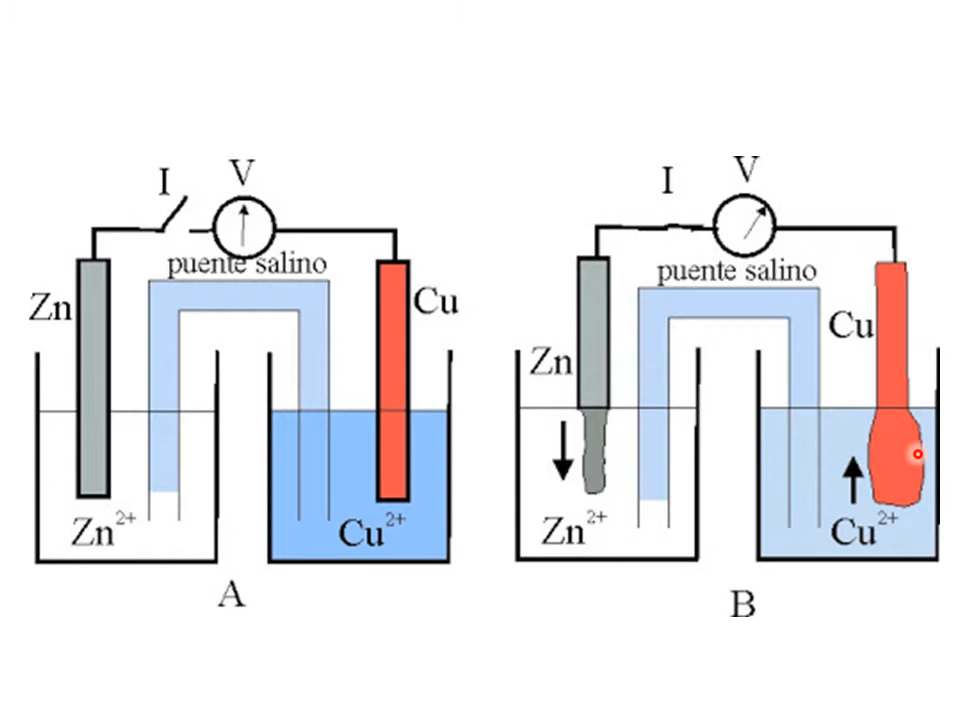 I
V
puente salino
Zn
Cu
Zn²⁺
Cu²⁺
A
I
V
puente salino
Zn
Cu
Zn²⁺
Cu²⁺
B